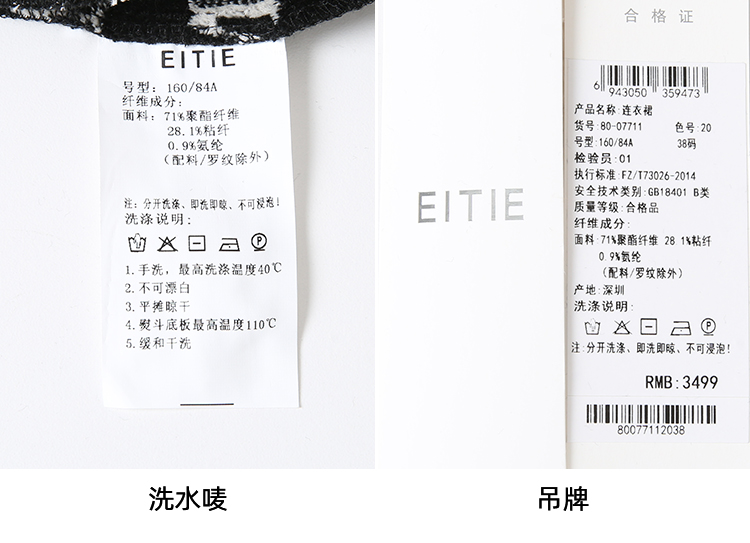 EITIE
号型：160/84A
纤维成分：
面料：71%聚酯纤维
28.1%粘纤
0.9%氨纶
（配料/罗纹除外）
注：分开洗涤、即洗即晾、不可浸泡！
洗涤说明：
1.手洗，最高洗涤温度40℃
2.不可漂白
3.平摊晾干
4.熨斗底板最高温度110℃
5.缓和干洗
洗水唛
EITIE
合格证
6 943050 359473
产品名称:连衣裙
货号:80-07711 色号:20
号型:160/84A 38码
检验员:01
执行标准:FZ/T73026-2014
安全技术类别:GB18401 B类
质量等级:合格品
纤维成分:
面料:71%聚酯纤维 28 1%粘纤
0.9%氨纶
（配料/罗纹除外）
产地:深圳
洗涤说明:
注:分开洗涤、即洗即晾、不可浸泡!
RMB:3499
80077112038
吊牌